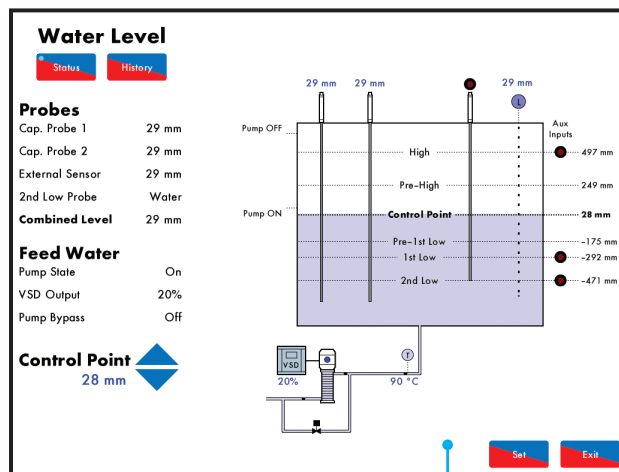 Water Level
Status History
Probes
Cap. Probe 1 29 mm
Cap. Probe 2 29 mm
External Sensor 29 mm
2nd Low Probe Water
Combined Level 29 mm
Feed Water
Pump State On
VSD Output 20%
Pump Bypass Off
Control Point
28 mm
29 mm 29 mm 29 mm
L
Aux
Inputs
Pump OFF
High 497 mm
Pre-High 249 mm
Pump ON
Control Point 28 mm
Pre-1st Low -175 mm
1st Low -292 mm
2nd Low -471 mm
VSD
T
20% 90 °C
Set Exit